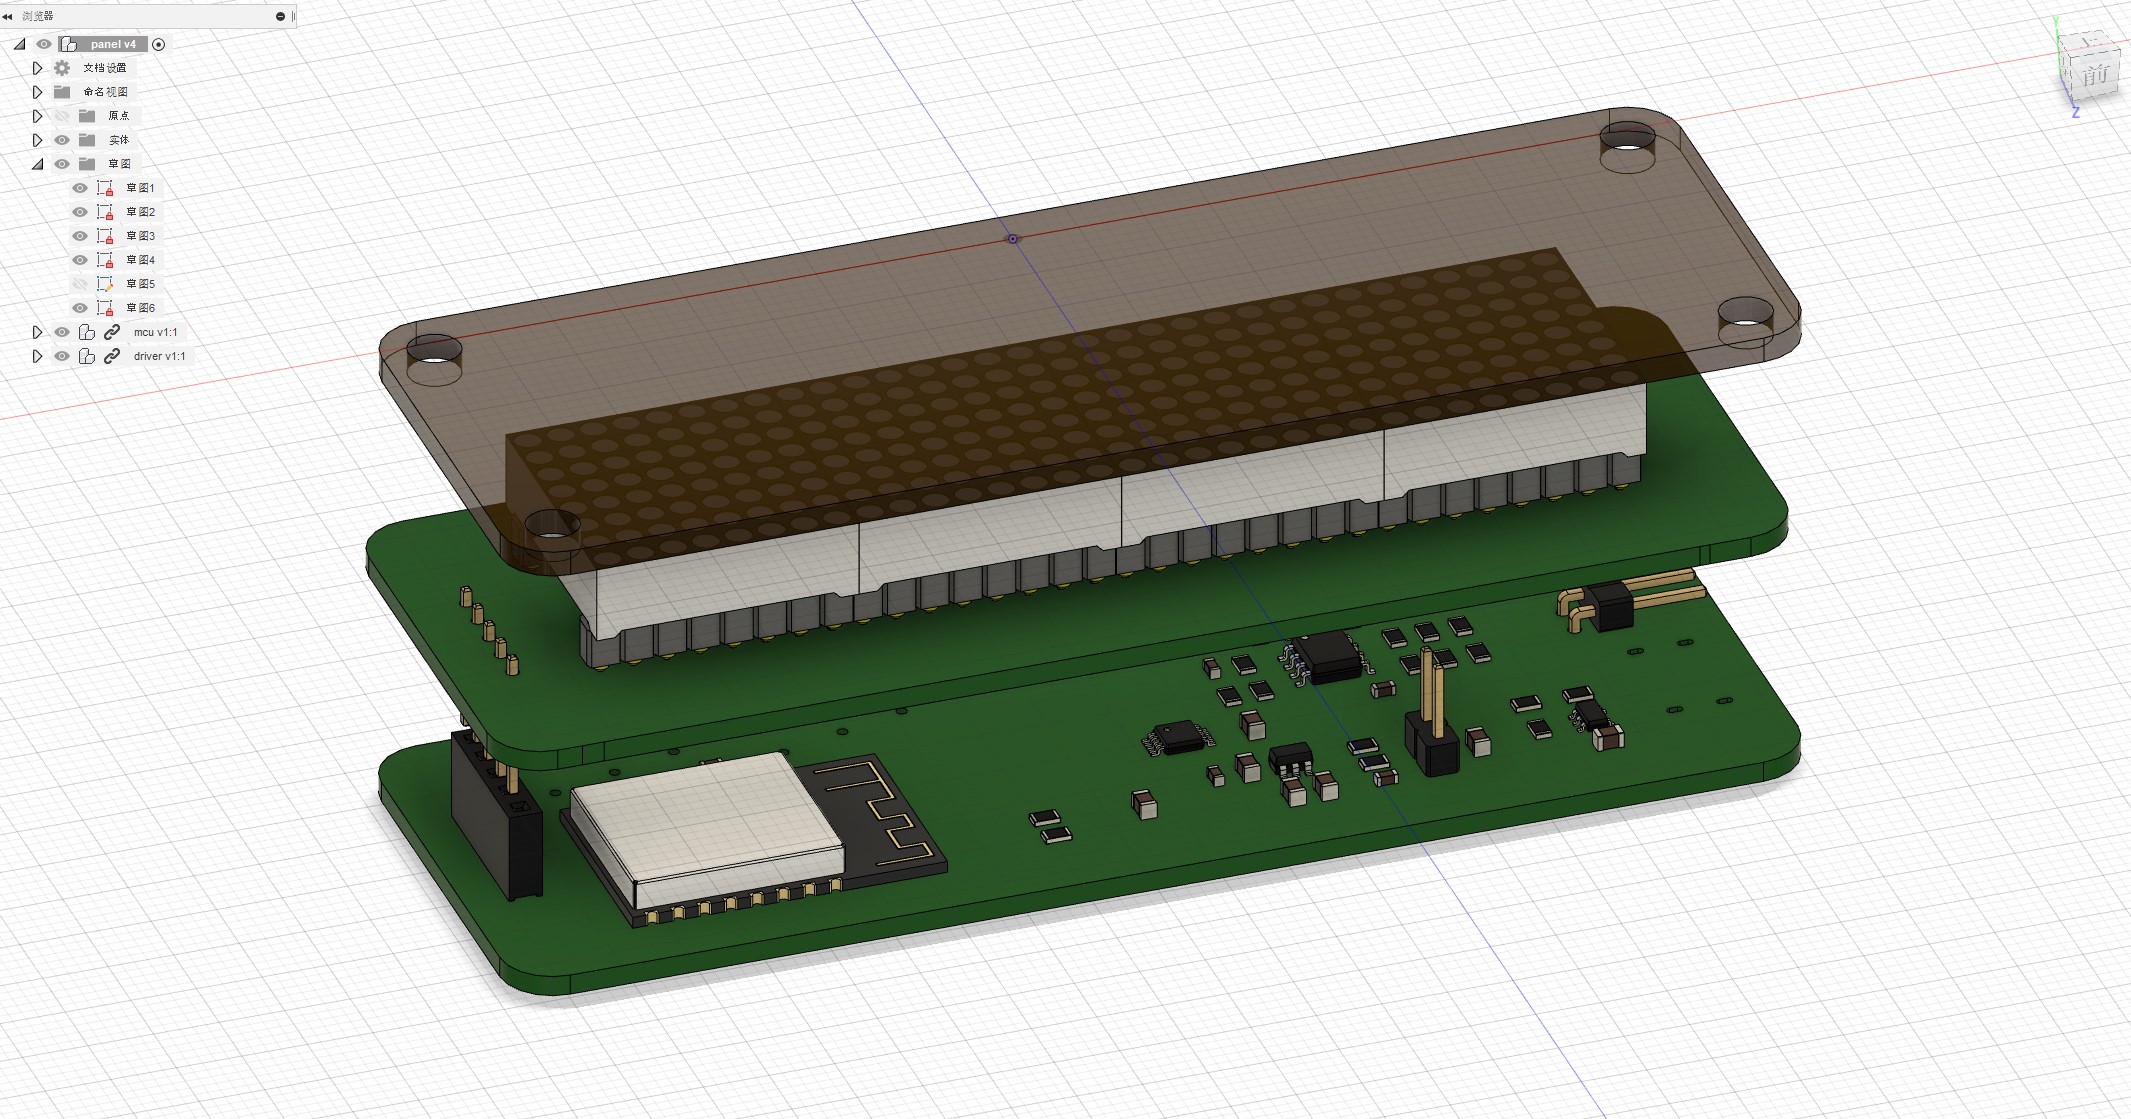 浏览器
panel v4
文档设置
命名视图
原点
实体
草图
草图1
草图2
草图3
草图4
草图5
草图6
mcu v1:1
driver v1:1
Y
上
前
Z